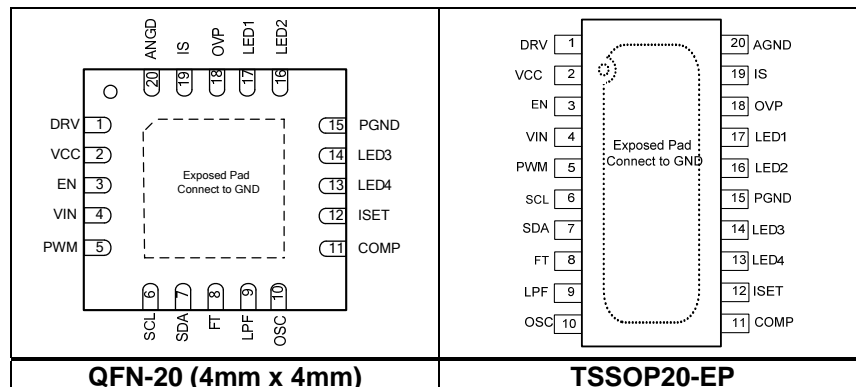 ANGD IS OVP LED1 LED2
20 19 18 17 16
DRV 1
VCC 2
EN 3
VIN 4
PWM 5
Exposed Pad
Connect to GND
15 PGND
14 LED3
13 LED4
12 ISET
11 COMP
6 7 8 9 10
SCL SDA FT LPF OSC
QFN-20 (4mm x 4mm)
DRV 1
VCC 2
EN 3
VIN 4
PWM 5
SCL 6
SDA 7
FT 8
LPF 9
OSC 10
Exposed Pad
Connect to GND
20 AGND
19 IS
18 OVP
17 LED1
16 LED2
15 PGND
14 LED3
13 LED4
12 ISET
11 COMP
TSSOP20-EP